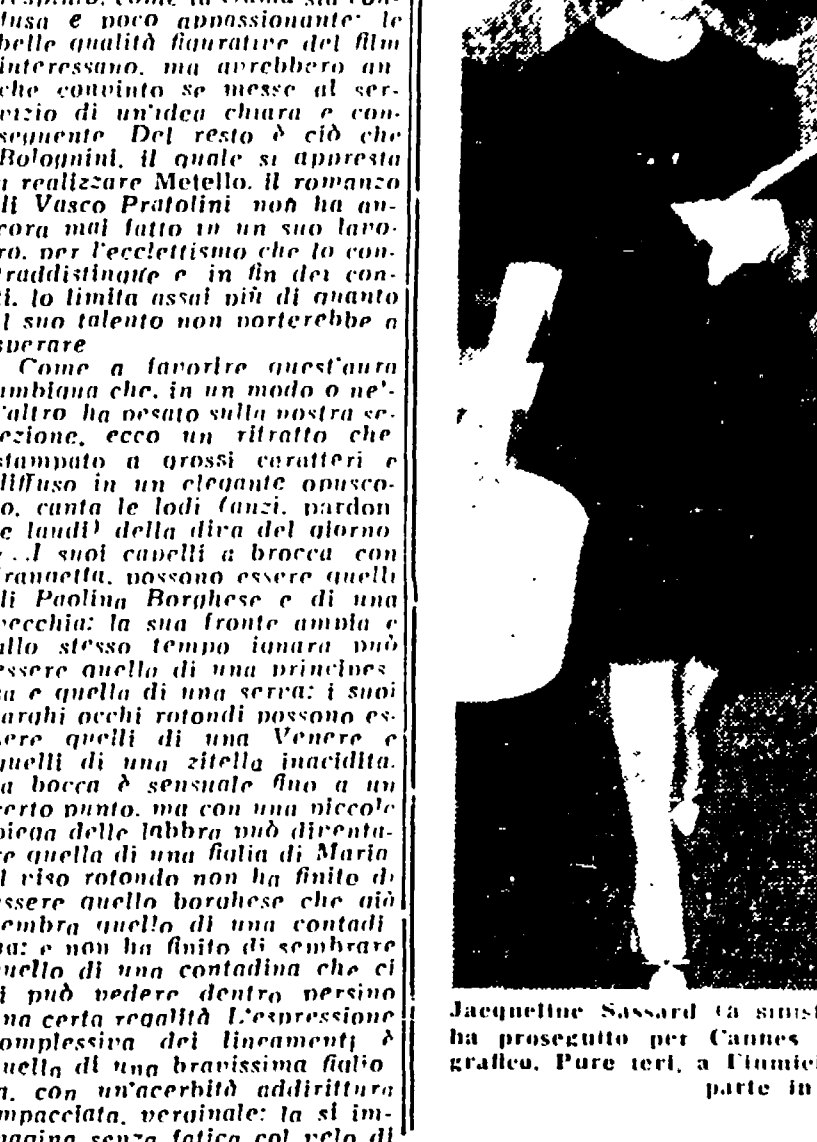 fusa e poco appassionante: le
belle qualità figurative del film
interessano, ma avrebbero an-
che convinto se messe al ser-
vizio di un'idea chiara e con-
seguente Del resto è ciò che
Bolognini, il quale si appresta
a realizzare Metello, il romanzo
di Vasco Pratolini non ha an-
cora mai fatto in un suo lavo-
ro, per l'ecclettismo che lo con-
traddistingue e in fin dei con-
ti, lo limita assai più di quanto
il suo talento non porterebbe a
sperare
Come a favorire quest'aura
ambigua che, in un modo o ne'-
l'altro ha pesato sulla nostra se-
lezione, ecco un ritratto che
stampato a grossi caratteri e
diffuso in un elegante opusco-
lo, canta le lodi (anzi, pardon
le laudi) della diva del giorno
«...I suoi capelli a brocca con
frangetta, possono essere quelli
di Paolina Borghese e di una
vecchia; la sua fronte ampia e
allo stesso tempo ignara può
essere quella di una princpes
sa e quella di una serva; i suoi
larghi occhi rotondi possono es-
sere quelli di una Venere e
quelli di una zitella inacidita.
la bocca è sensuale fino a un
certo punto, ma con una piccole
piega delle labbra può diventa-
re quella di una figlia di Maria
il viso rotondo non ha finito di
essere quello borghese che già
sembra quello di una contadi
na; e non ha finito di sembrare
quello di una contadina che ci
si può vedere dentro persino
una certa regalità L'espressione
complessiva dei lineamenti è
quella di una bravissima figlio
a, con un'acerbità addirittura
impacciata, verginale; la si im-
magina senza fatica col velo di
Jacqueline Sassard (a sinist
ha proseguito per Cannes
grafico. Pure ieri, a Fiumici
parte in